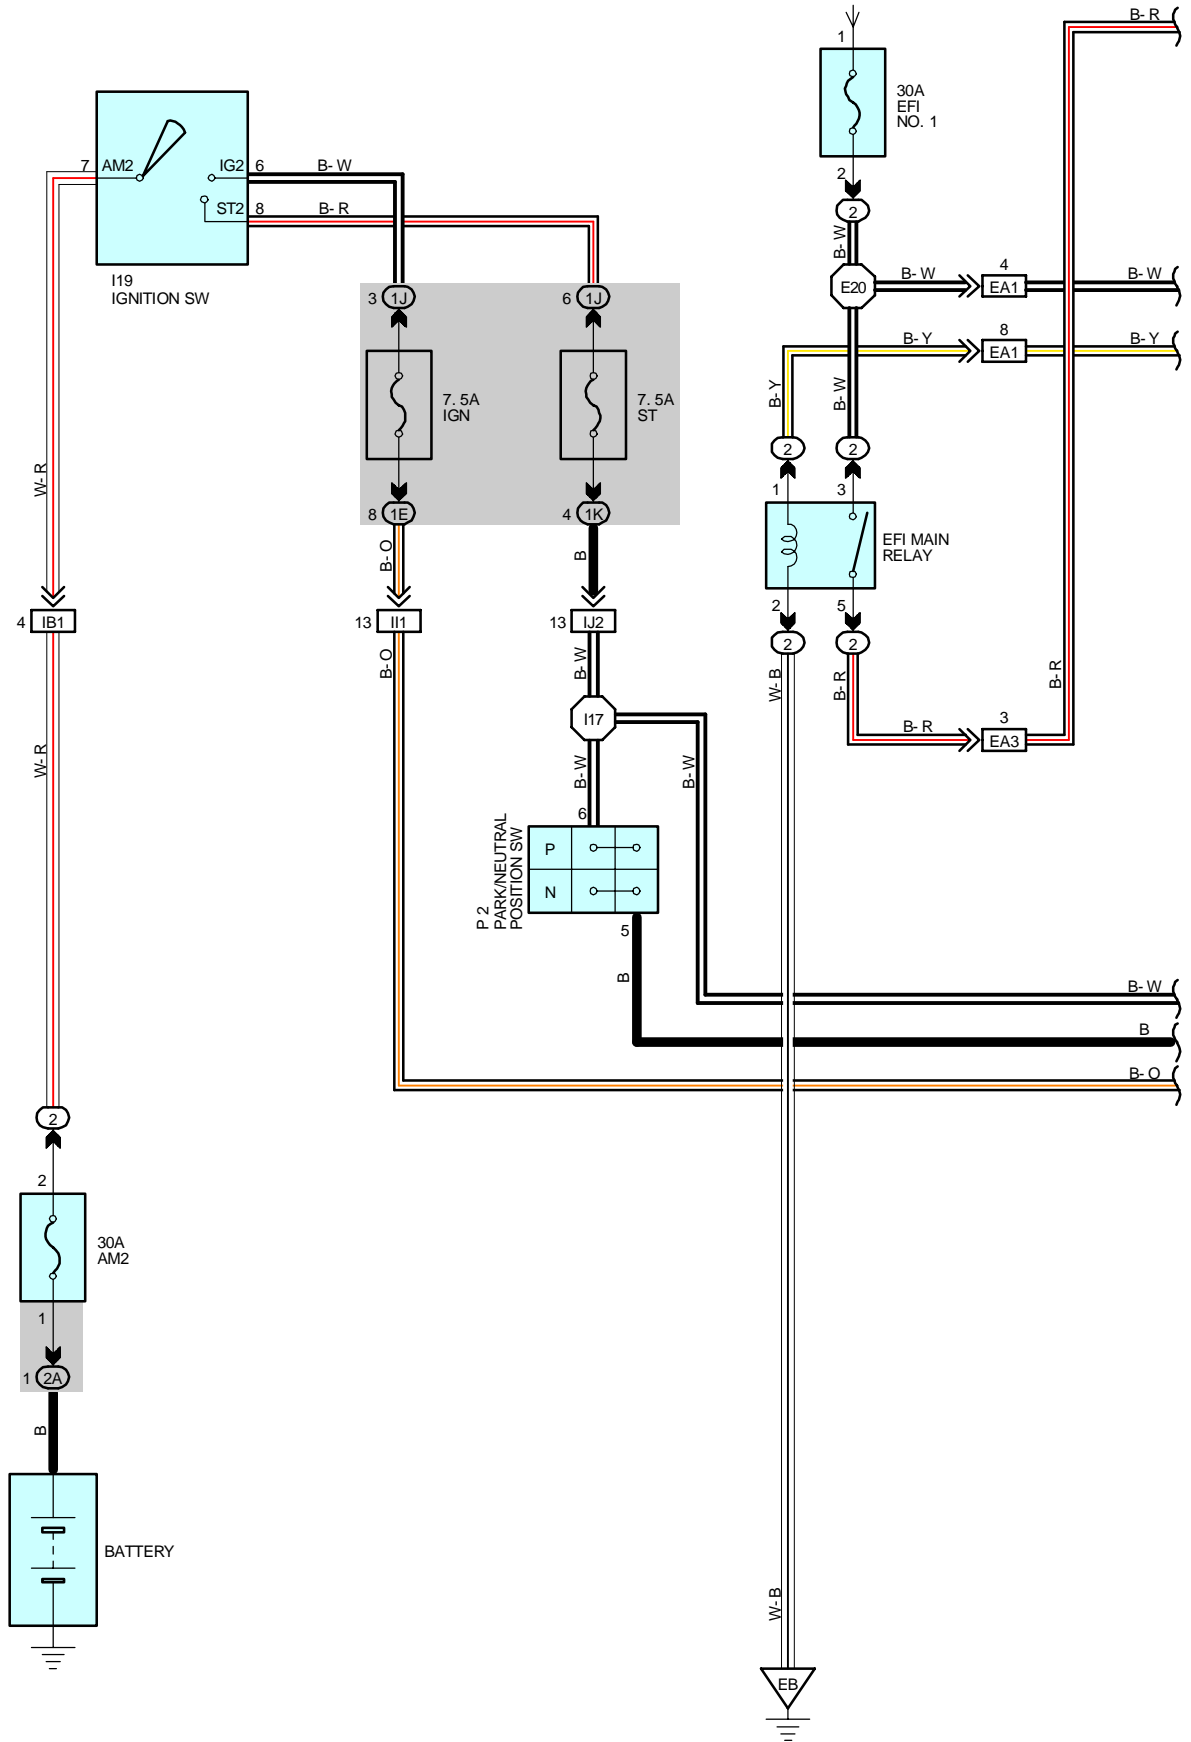 B- R
1
30A
EFI
NO. 1
2
2
B- W
7
AM2
IG2
6
B- W
ST2
8
B- R
I19
IGNITION SW
E20
B- W
4
EA1
B- W
B- Y
8
EA1
B- Y
3
1J
6
1J
7. 5A
IGN
7. 5A
ST
B- Y
B- W
2
2
1
3
EFI MAIN
RELAY
2
5
2
2
8
1E
4
1K
W- R
B- O
B
4
IB1
13
II1
13
IJ2
B- O
B- W
W- B
B- R
B- R
I17
B- R
3
EA3
W- R
B- W
B- W
6
P
N
P 2
PARK/NEUTRAL
POSITION SW
5
B
B- W
B
B- O
2
2
30A
AM2
1
1
2A
B
BATTERY
W- B
EB